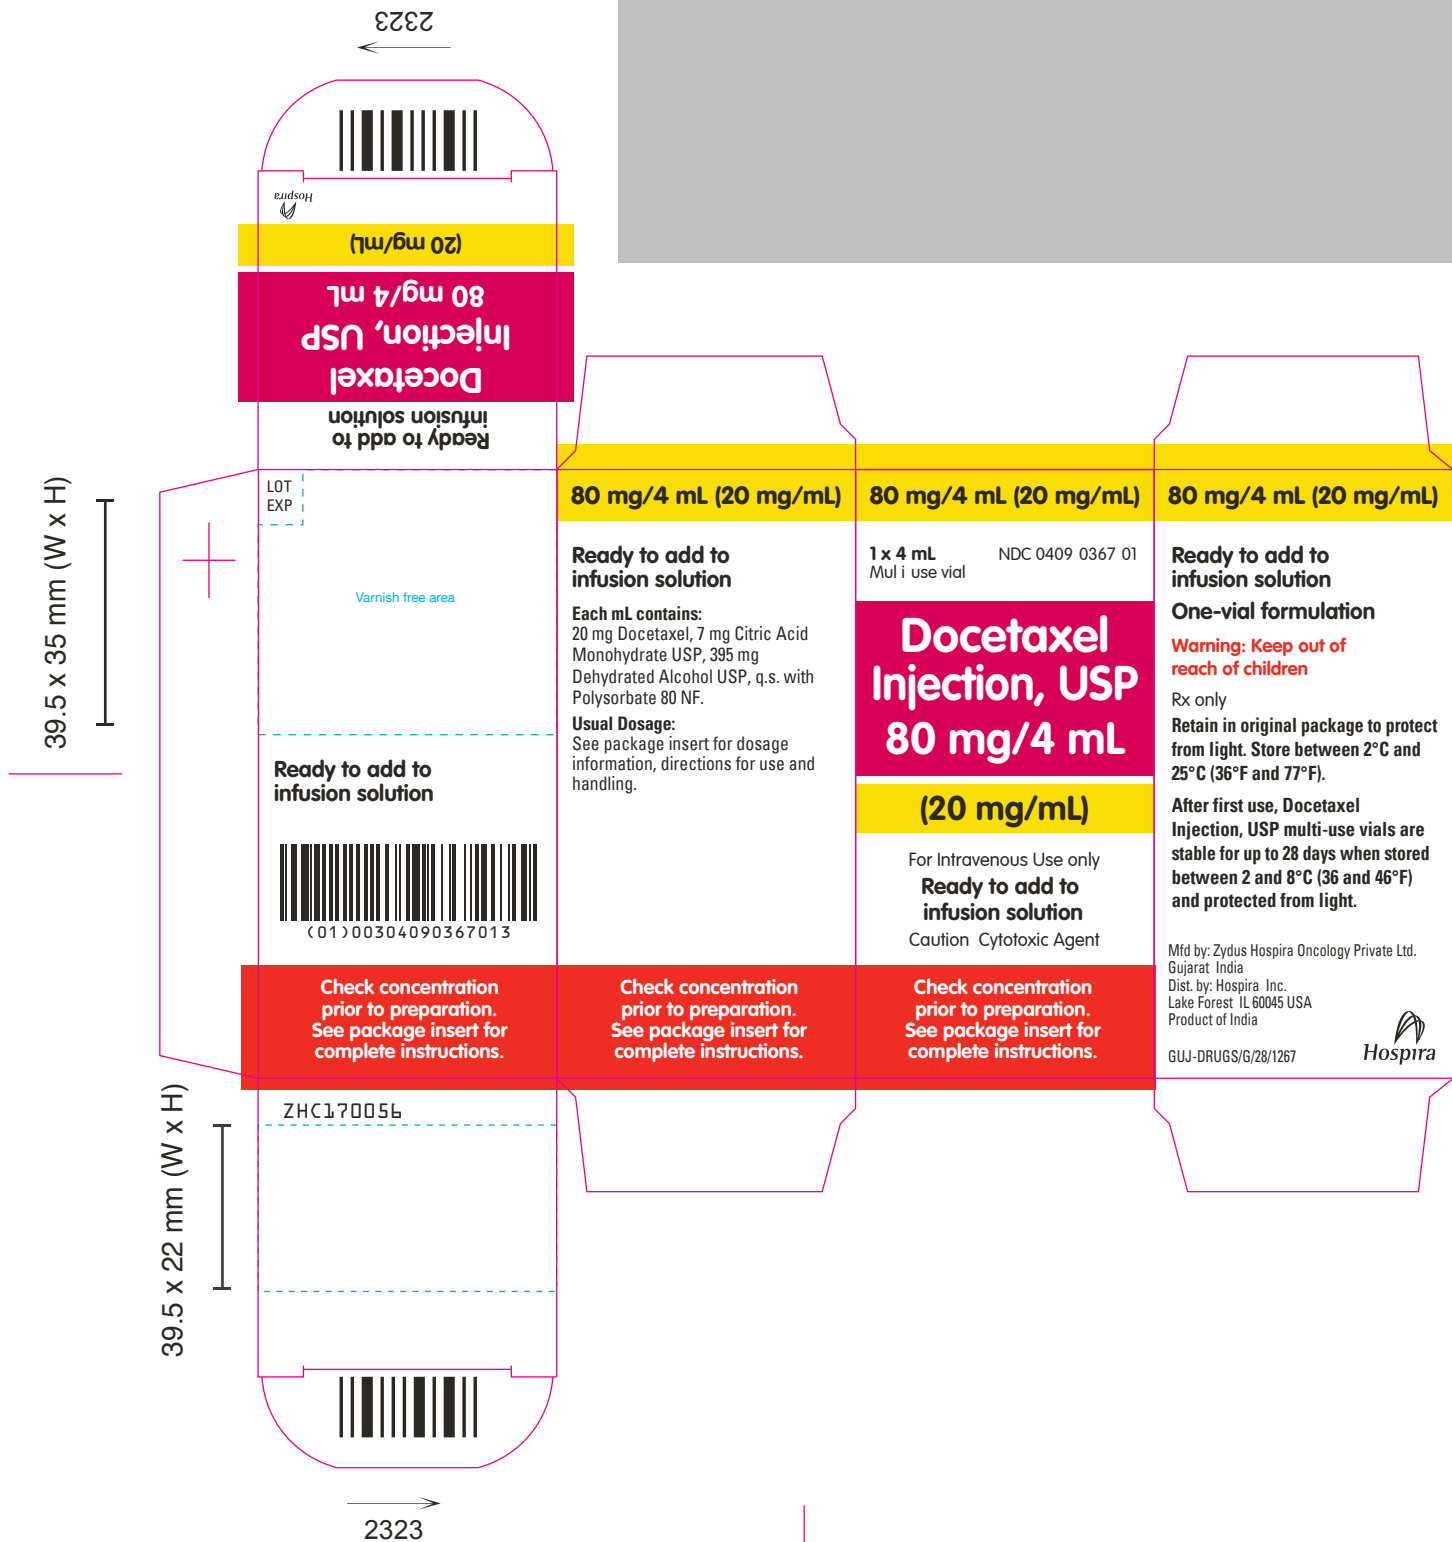 2323
Hospira
(20 mg/mL)
80 mg/4 mL
Injection, USP
Docetaxel
infusion solution
Ready to add to
39.5 x 35 mm (W x H)
LOT
EXP
Varnish free area
Ready to add to
infusion solution
(01)00304090367013
Check concentration
prior to preparation.
See package insert for
complete instructions.
80 mg/4 mL (20 mg/mL)
Ready to add to
infusion solution
Each mL contains:
20 mg Docetaxel, 7 mg Citric Acid
Monohydrate USP, 395 mg
Dehydrated Alcohol USP, q.s. with
Polysorbate 80 NF.
Usual Dosage:
See package insert for dosage
information, directions for use and
handling.
Check concentration
prior to preparation.
See package insert for
complete instructions.
80 mg/4 mL (20 mg/mL)
1 x 4 mL
Mul i use vial
NDC 0409 0367 01
Docetaxel
Injection, USP
80 mg/4 mL
(20 mg/mL)
For Intravenous Use only
Ready to add to
infusion solution
Caution Cytotoxic Agent
Check concentration
prior to preparation.
See package insert for
complete instructions.
80 mg/4 mL (20 mg/mL)
Ready to add to
infusion solution
One-vial formulation
Warning: Keep out of
reach of children
Rx only
Retain in original package to protect
from light. Store between 2°C and
25°C (36°F and 77°F).
After first use, Docetaxel
Injection, USP multi-use vials are
stable for up to 28 days when stored
between 2 and 8°C (36 and 46°F)
and protected from light.
Mfd by: Zydus Hospira Oncology Private Ltd.
Gujarat India
Dist. by: Hospira Inc.
Lake Forest IL 60045 USA
Product of India
GUJ-DRUGS/G/28/1267
Hospira
39.5 x 22 mm (W x H)
ZHC170056
2323